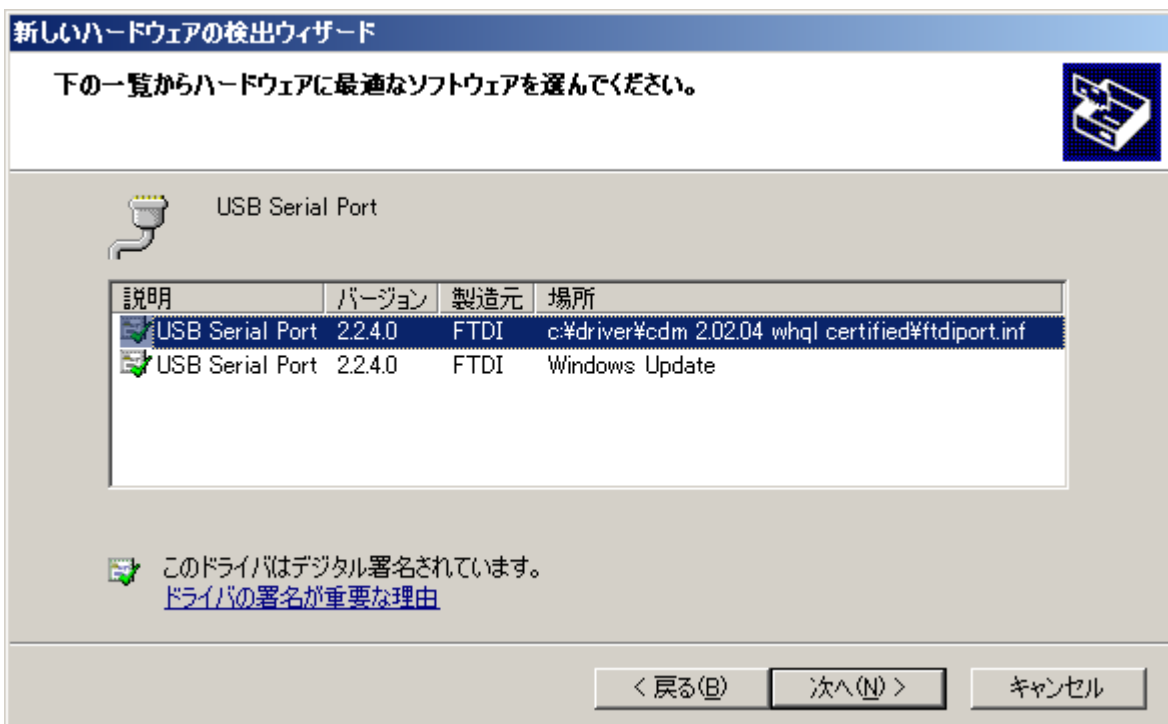 新しいハードウェアの検出ウィザード
下の一覧からハードウェアに最適なソフトウェアを選んでください。
USB Serial Port
説明 バージョン 製造元 場所
USB Serial Port 2.2.4.0 FTDI c:¥driver¥cdm 2.02.04 whql certified¥ftdiport.inf
USB Serial Port 2.2.4.0 FTDI Windows Update
このドライバはデジタル署名されています。
ドライバの署名が重要な理由
< 戻る(B) 次へ(N) > キャンセル